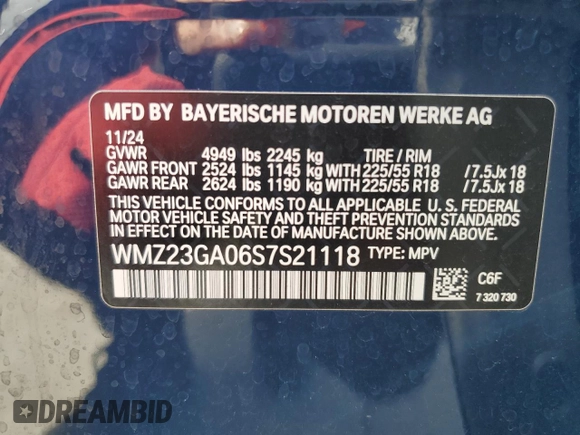 MFD BY BAYERISCHE MOTOREN WERKE AG
11/24
GVWR 4949 lbs 2245 kg TIRE / RIM
GAWR FRONT 2524 lbs 1145 kg WITH 225/55 R18 /7.5Jx18
GAWR REAR 2624 lbs 1190 kg WITH 225/55 R18 /7.5Jx18
THIS VEHICLE CONFORMS TO ALL APPLICABLE U. S. FEDERAL
MOTOR VEHICLE SAFETY AND THEFT PREVENTION STANDARDS
IN EFFECT ON THE DATE OF MANUFACTURE SHOWN ABOVE.
WMZ23GA06S7S21118 TYPE: MPV
C6F
7 320 730
DREAMBID